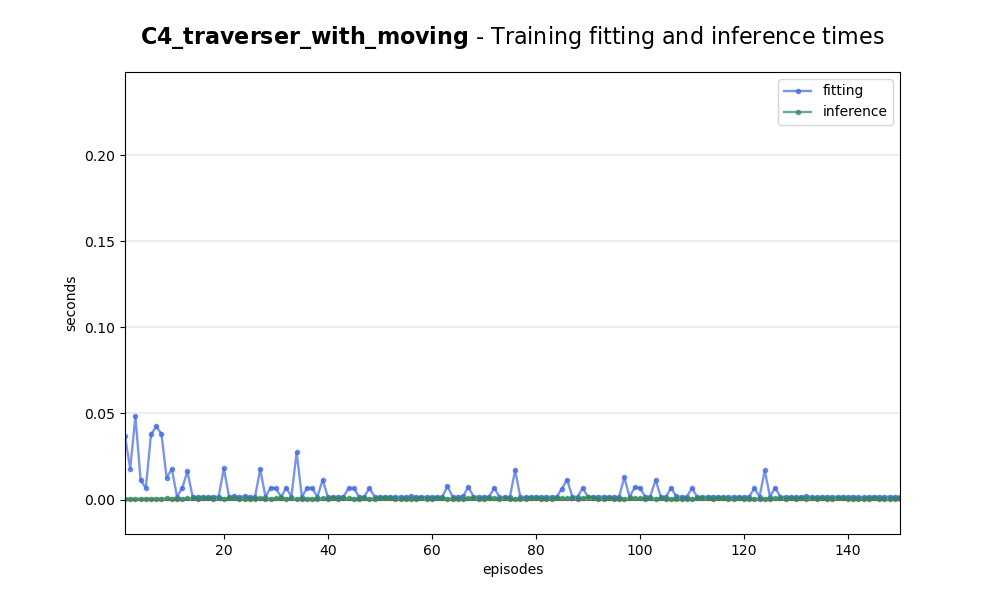 C4_traverser_with_moving - Training fitting and inference times
fitting
inference
0.20
0.15
0.10
0.05
0.00
seconds
20 40 60 80 100 120 140
episodes